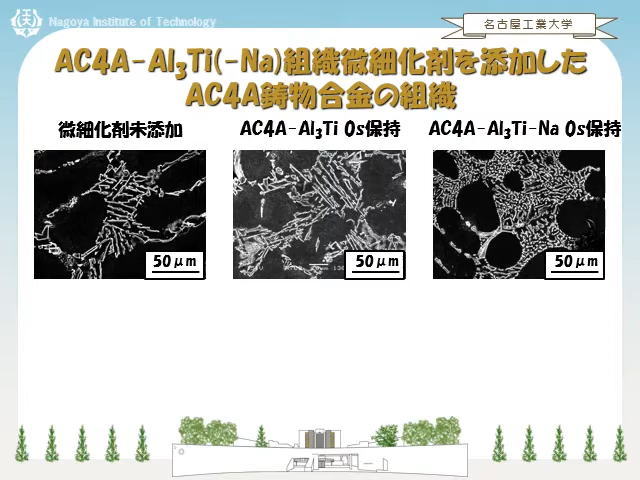 Nagoya Institute of Technology
名古屋工業大学
AC4A-Al3Ti(-Na)組織微細化剤を添加した
AC4A鋳物合金の組織
微細化剤未添加
AC4A-Al3Ti 0s保持
AC4A-Al3Ti-Na 0s保持
50μm
50μm
50μm